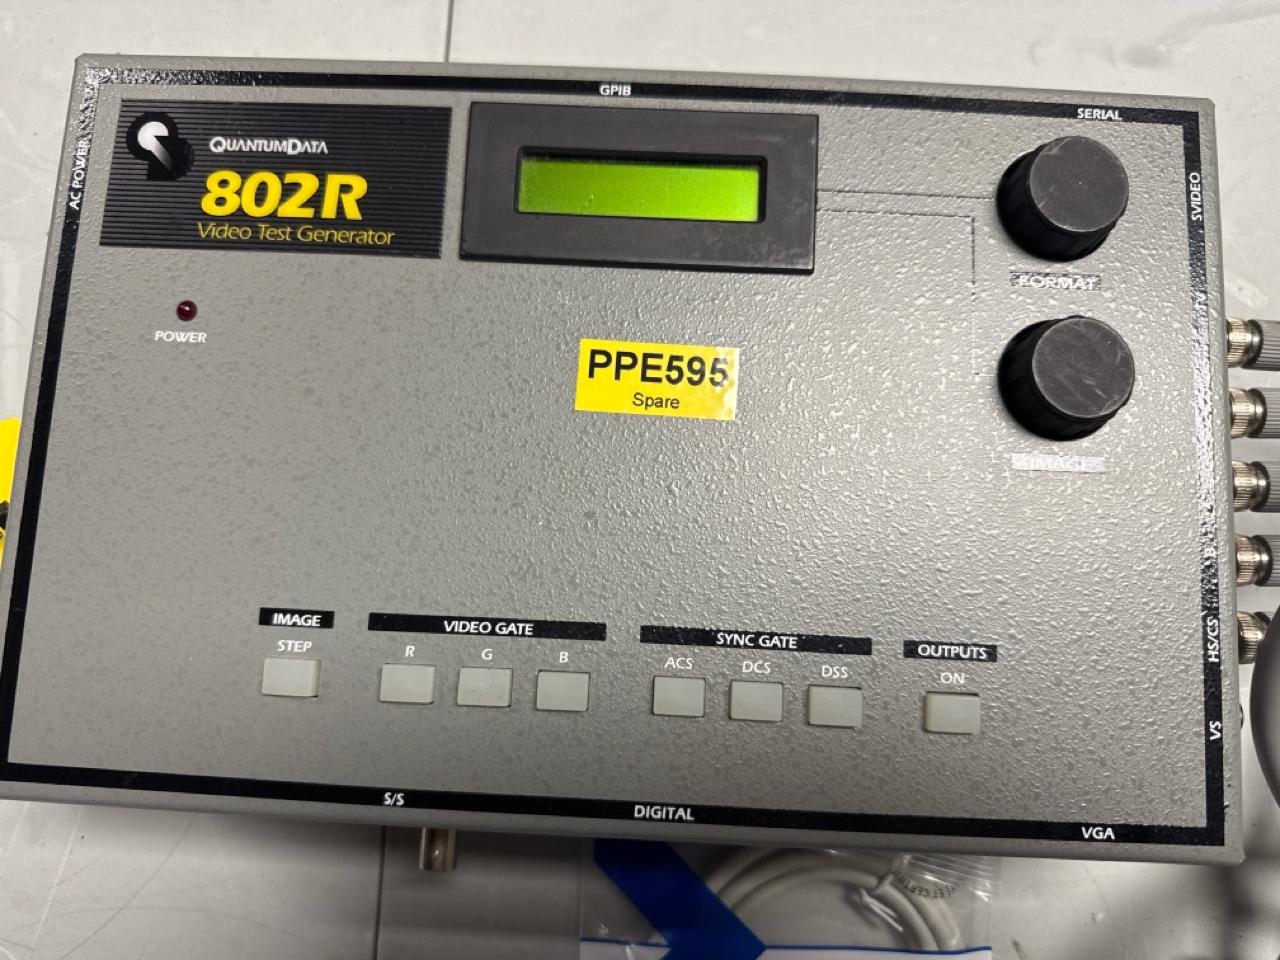 GPIB
SERIAL
AC POWER
QUANTUMDATA
802R
Video Test Generator
SVIDEO
FORMAT
POWER
TV
PPE595
Spare
IMAGE
B
IMAGE
VIDEO GATE
SYNC GATE
OUTPUTS
STEP
R
G
B
ACS
DCS
DSS
ON
HS/CS
VS
S/S
DIGITAL
VGA